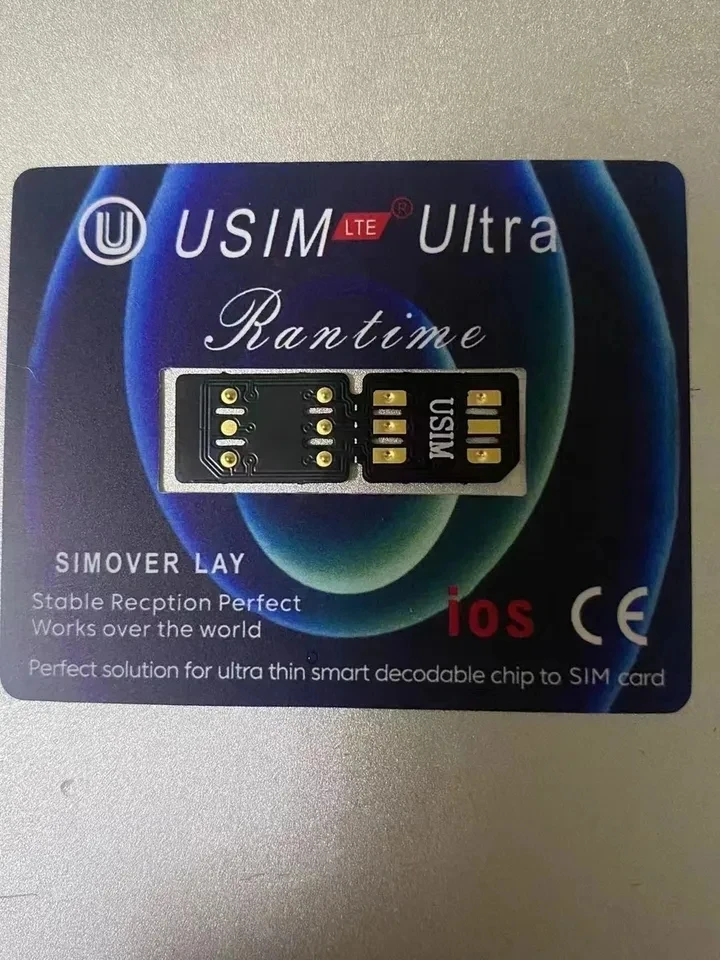 U USIM LTE ® Ultra
Rantime
USIM
SIMOVER LAY
Stable Recption Perfect
Works over the world
ios CE
Perfect solution for ultra thin smart decodable chip to SIM card